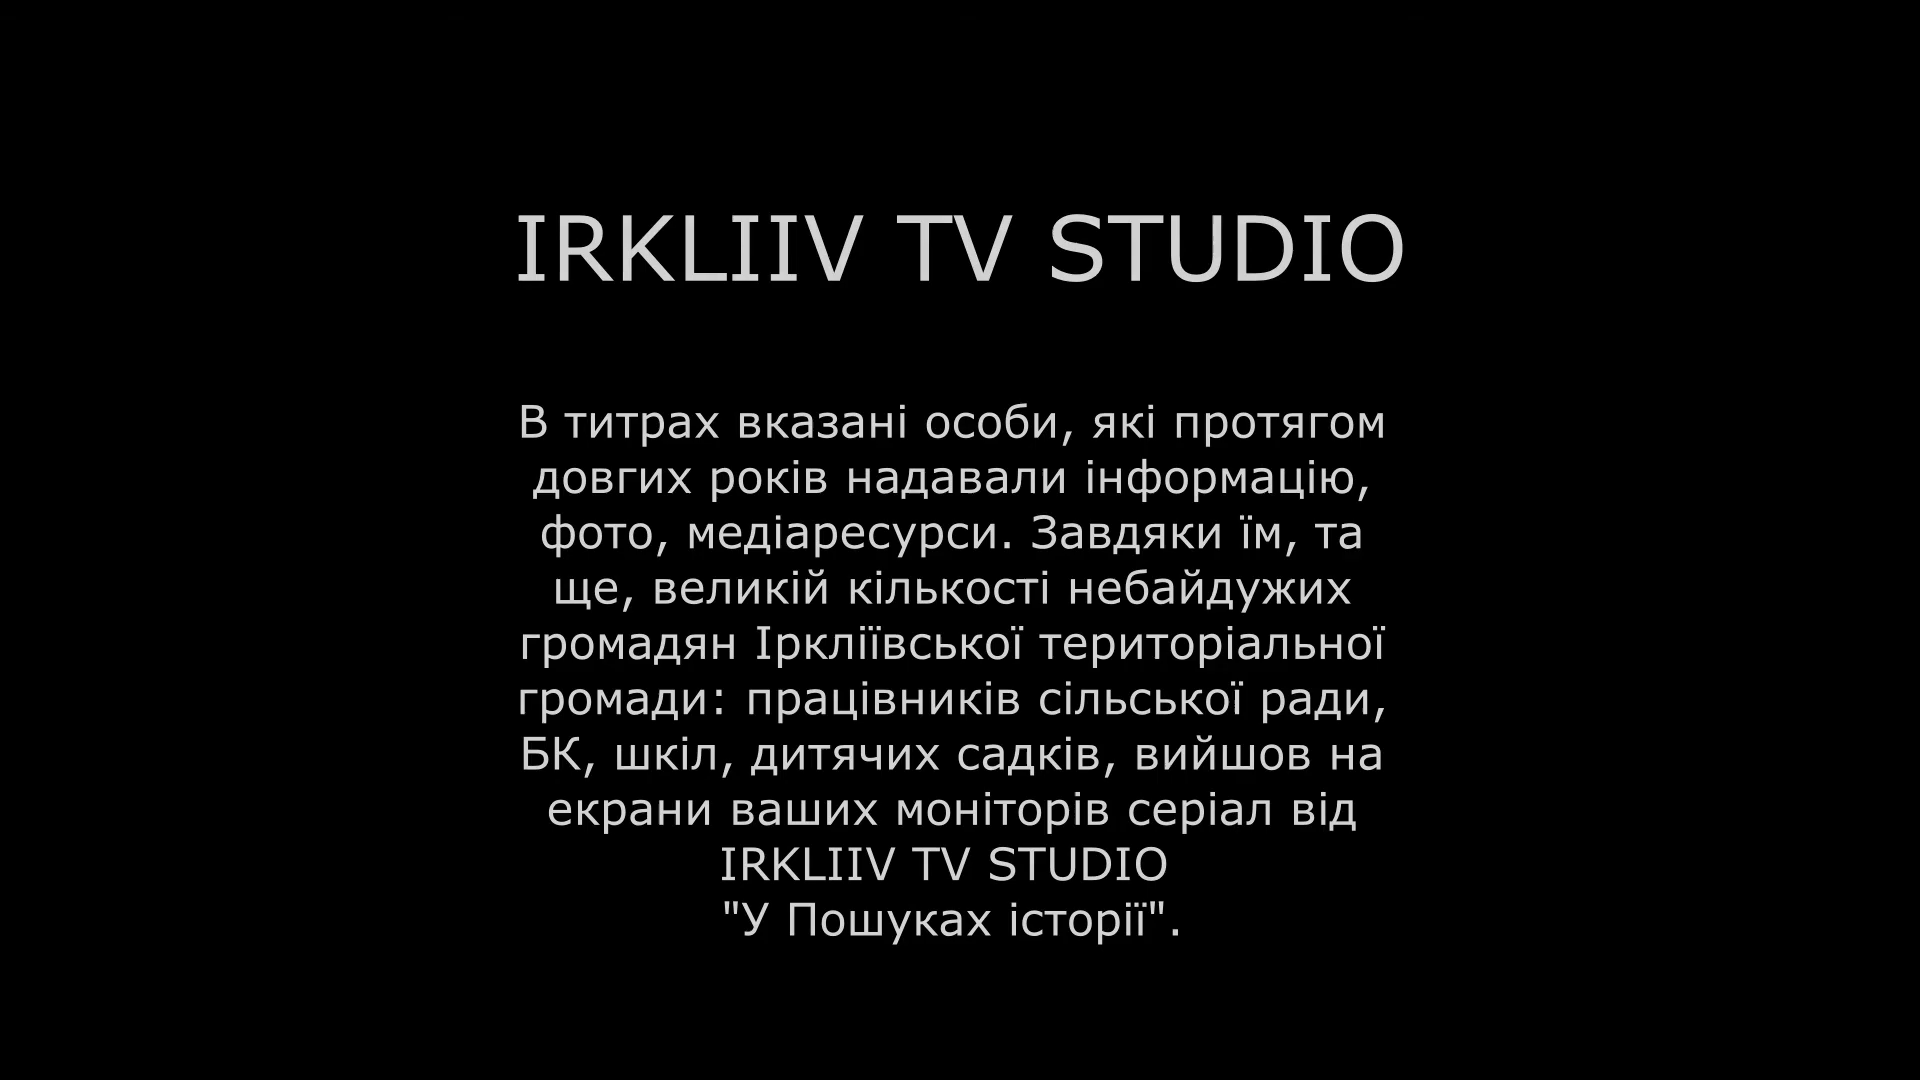 IRKLIIV TV STUDIO
В титрах вказані особи, які протягом
довгих років надавали інформацію,
фото, медіаресурси. Завдяки їм, та
ще, великій кількості небайдужих
громадян Іркліївської територіальної
громади: працівників сільської ради,
БК, шкіл, дитячих садків, вийшов на
екрани ваших моніторів серіал від
IRKLIIV TV STUDIO
"У Пошуках історії".